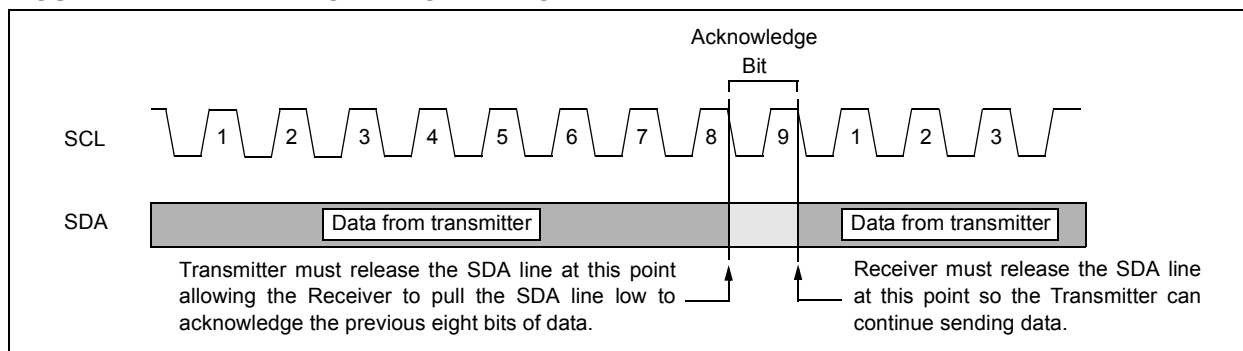 Acknowledge
Bit
SCL
1 2 3 4 5 6 7 8 9 1 2 3
SDA
Data from transmitter
Data from transmitter
Transmitter must release the SDA line at this point
allowing the Receiver to pull the SDA line low to
acknowledge the previous eight bits of data.
Receiver must release the SDA line
at this point so the Transmitter can
continue sending data.